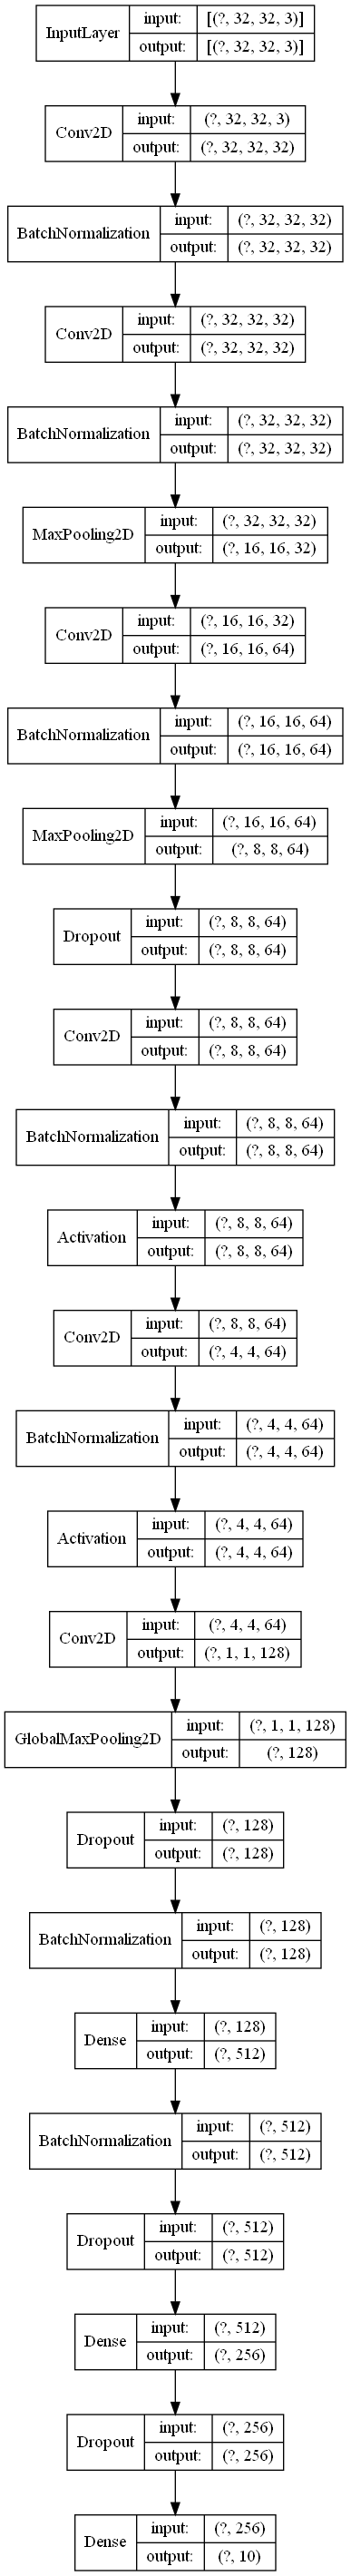 InputLayer input: [(?, 32, 32, 3)]
output: [(?, 32, 32, 3)]
Conv2D input: (?, 32, 32, 3)
output: (?, 32, 32, 32)
BatchNormalization input: (?, 32, 32, 32)
output: (?, 32, 32, 32)
Conv2D input: (?, 32, 32, 32)
output: (?, 32, 32, 32)
BatchNormalization input: (?, 32, 32, 32)
output: (?, 32, 32, 32)
MaxPooling2D input: (?, 32, 32, 32)
output: (?, 16, 16, 32)
Conv2D input: (?, 16, 16, 32)
output: (?, 16, 16, 64)
BatchNormalization input: (?, 16, 16, 64)
output: (?, 16, 16, 64)
MaxPooling2D input: (?, 16, 16, 64)
output: (?, 8, 8, 64)
Dropout input: (?, 8, 8, 64)
output: (?, 8, 8, 64)
Conv2D input: (?, 8, 8, 64)
output: (?, 8, 8, 64)
BatchNormalization input: (?, 8, 8, 64)
output: (?, 8, 8, 64)
Activation input: (?, 8, 8, 64)
output: (?, 8, 8, 64)
Conv2D input: (?, 8, 8, 64)
output: (?, 4, 4, 64)
BatchNormalization input: (?, 4, 4, 64)
output: (?, 4, 4, 64)
Activation input: (?, 4, 4, 64)
output: (?, 4, 4, 64)
Conv2D input: (?, 4, 4, 64)
output: (?, 1, 1, 128)
GlobalMaxPooling2D input: (?, 1, 1, 128)
output: (?, 128)
Dropout input: (?, 128)
output: (?, 128)
BatchNormalization input: (?, 128)
output: (?, 128)
Dense input: (?, 128)
output: (?, 512)
BatchNormalization input: (?, 512)
output: (?, 512)
Dropout input: (?, 512)
output: (?, 512)
Dense input: (?, 512)
output: (?, 256)
Dropout input: (?, 256)
output: (?, 256)
Dense input: (?, 256)
output: (?, 10)